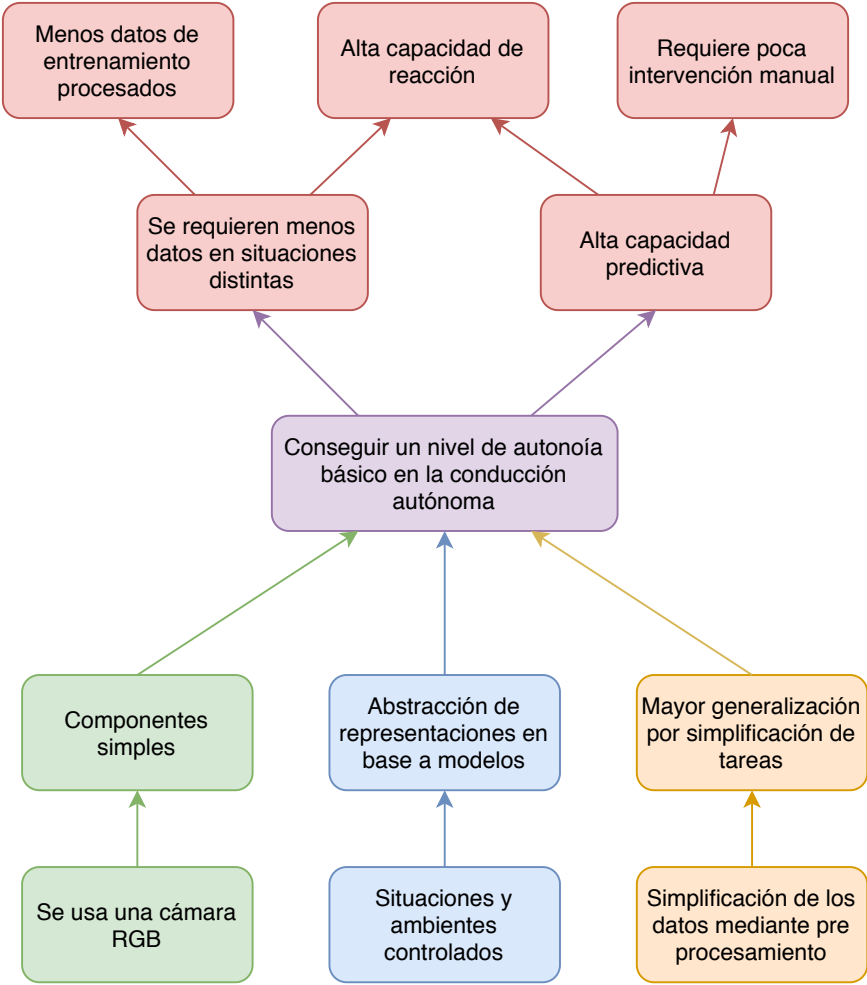 Menos datos de
entrenamiento
procesados
Alta capacidad de
reacción
Requiere poca
intervención manual
Se requieren menos
datos en situaciones
distintas
Alta capacidad
predictiva
Conseguir un nivel de autonoía
básico en la conducción
autónoma
Componentes
simples
Abstracción de
representaciones en
base a modelos
Mayor generalización
por simplificación de
tareas
Se usa una cámara
RGB
Situaciones y
ambientes
controlados
Simplificación de los
datos mediante pre
procesamiento